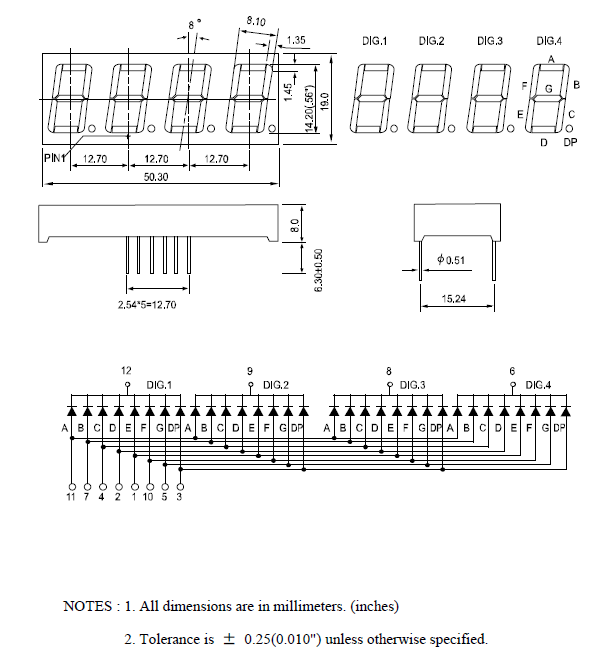 8° 8.10
1.35
1.45
14.20(.56")
19.0
PIN1
12.70 12.70 12.70
50.30
DIG.1 DIG.2 DIG.3 DIG.4
A
F G B
E C
D DP
8.0
6.30±0.50
2.54*5=12.70
ϕ0.51
15.24
12 9 8 6
DIG.1 DIG.2 DIG.3 DIG.4
A B C D E F G DP A B C D E F G DP A B C D E F G DP A B C D E F G DP
11 7 4 2 1 10 5 3
NOTES : 1. All dimensions are in millimeters. (inches)
2. Tolerance is ± 0.25(0.010") unless otherwise specified.